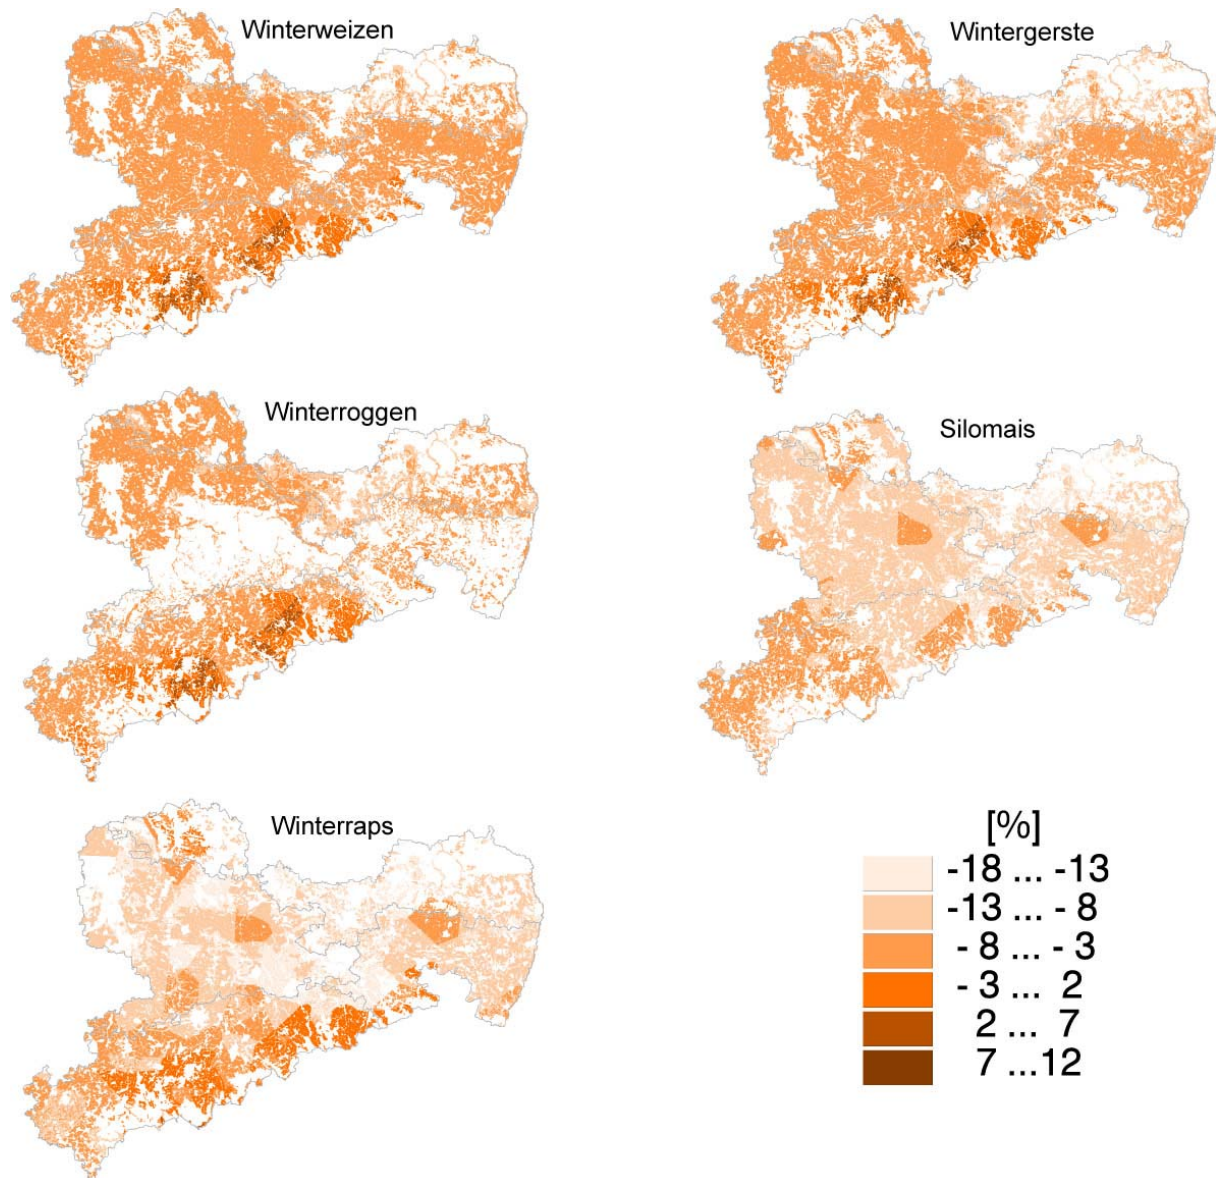 Winterweizen
Wintergerste
Winterroggen
Silomais
Winterraps
[%]
-18 ... -13
-13 ... - 8
- 8 ... - 3
- 3 ... 2
2 ... 7
7 ...12